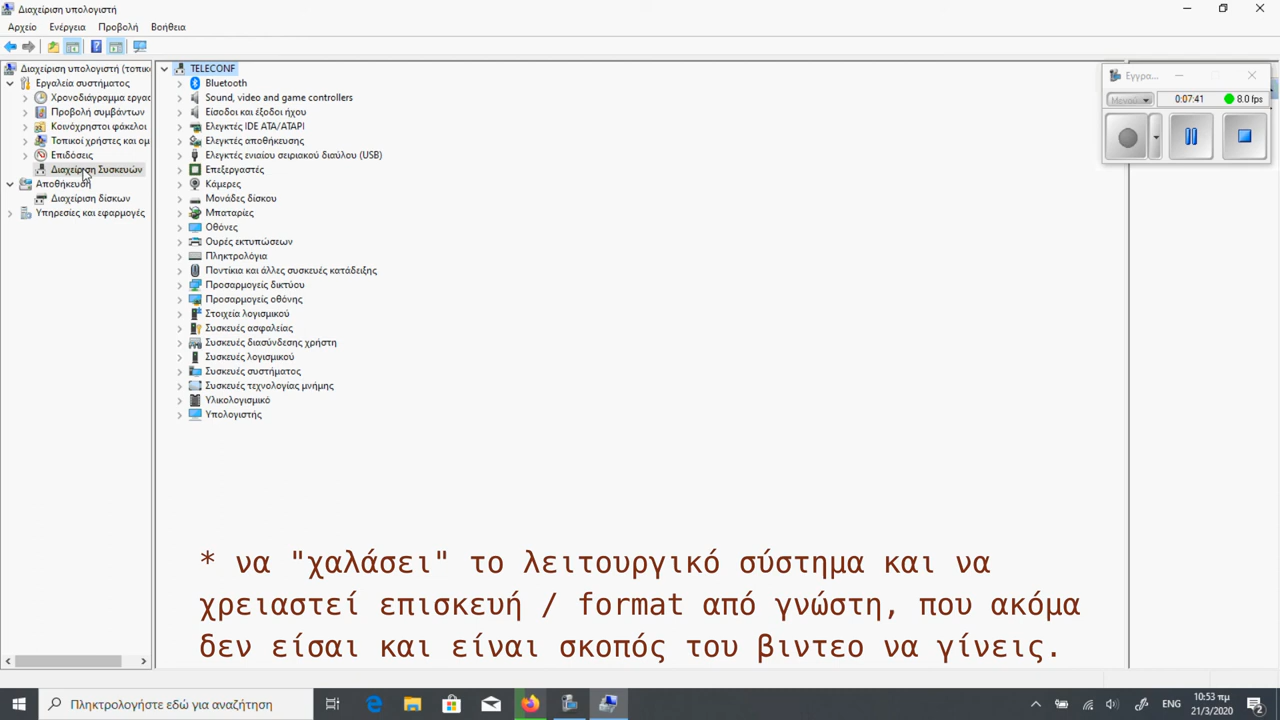 Διαχείριση υπολογιστή
Αρχείο Ενέργεια Προβολή Βοήθεια
Διαχείριση υπολογιστή (τοπικ
Εργαλεία συστήματος
Χρονοδιάγραμμα εργασ
Προβολή συμβάντων
Κοινόχρηστοι φάκελοι
Τοπικοί χρήστες και ομ
Επιδόσεις
Διαχείριση Συσκευών
Αποθήκευση
Διαχείριση δίσκων
Υπηρεσίες και εφαρμογές
TELECONF
Bluetooth
Sound, video and game controllers
Είσοδοι και έξοδοι ήχου
Ελεγκτές IDE ATA/ATAPI
Ελεγκτές αποθήκευσης
Ελεγκτές ενιαίου σειριακού διαύλου (USB)
Επεξεργαστές
Κάμερες
Μονάδες δίσκου
Μπαταρίες
Οθόνες
Ουρές εκτυπώσεων
Πληκτρολόγια
Ποντίκια και άλλες συσκευές κατάδειξης
Προσαρμογείς δικτύου
Προσαρμογείς οθόνης
Στοιχεία λογισμικού
Συσκευές ασφαλείας
Συσκευές διασύνδεσης χρήστη
Συσκευές λογισμικού
Συσκευές συστήματος
Συσκευές τεχνολογίας μνήμης
Υλικολογισμικό
Υπολογιστής
Εγγρα...
Μενού 0:07:41 8.0 fps
* να "χαλάσει" το λειτουργικό σύστημα και να
χρειαστεί επισκευή / format από γνώστη, που ακόμα
δεν είσαι και είναι σκοπός του βιντεο να γίνεις.
Πληκτρολογήστε εδώ για αναζήτηση
ENG
10:53 πμ
21/3/2020
2